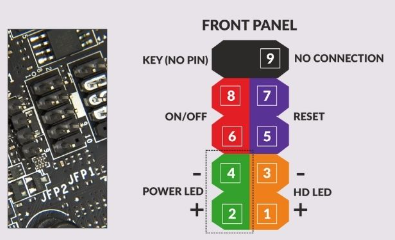 FRONT PANEL
KEY (NO PIN) 9 NO CONNECTION
8 7
ON/OFF RESET
6 5
- 4 3 -
POWER LED HD LED
+ 2 1 +
JFP1
JFP2